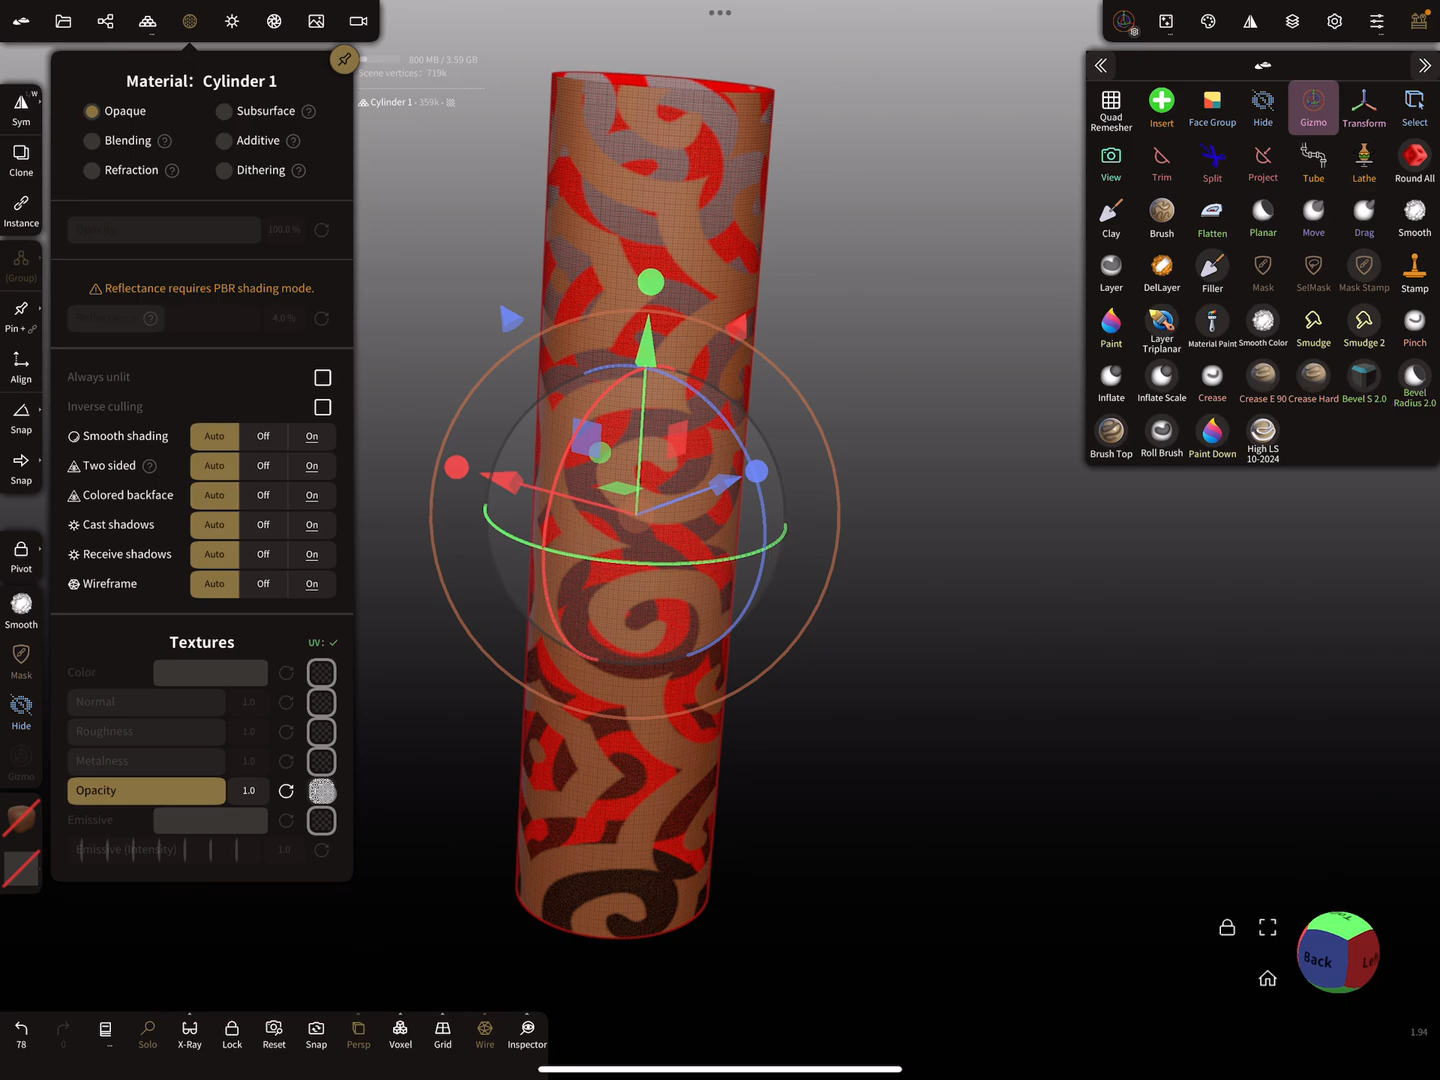 800 MB / 3.59 GB
Scene vertices: 719k
Cylinder 1 - 359k -
Material: Cylinder 1
Opaque
Subsurface ?
Blending ?
Additive ?
Refraction ?
Dithering ?
Opacity
100.0 %
Reflectance requires PBR shading mode.
Reflectance ?
4.0 %
Always unlit
Inverse culling
Smooth shading Auto Off On
Two sided ? Auto Off On
Colored backface Auto Off On
Cast shadows Auto Off On
Receive shadows Auto Off On
Wireframe Auto Off On
Textures UV:
Color
Normal 1.0
Roughness 1.0
Metalness 1.0
Opacity 1.0
Emissive
Emissive (Intensity) 1.0
W
Sym
Clone
Instance
(Group)
Pin +
Align
Snap
Snap
Pivot
Smooth
Mask
Hide
Gizmo
Quad Remesher
Insert
Face Group
Hide
Gizmo
Transform
Select
View
Trim
Split
Project
Tube
Lathe
Round All
Clay
Brush
Flatten
Planar
Move
Drag
Smooth
Layer
DelLayer
Filler
Mask
SelMask
Mask Stamp
Stamp
Paint
Layer Triplanar
Material Paint
Smooth Color
Smudge
Smudge 2
Pinch
Inflate
Inflate Scale
Crease
Crease E 90
Crease Hard
Bevel S 2.0
Bevel Radius 2.0
Brush Top
Roll Brush
Paint Down
High LS 10-2024
Top
Back
Left
1.94
78
0
...
Solo
X-Ray
Lock
Reset
Snap
Persp
Voxel
Grid
Wire
Inspector